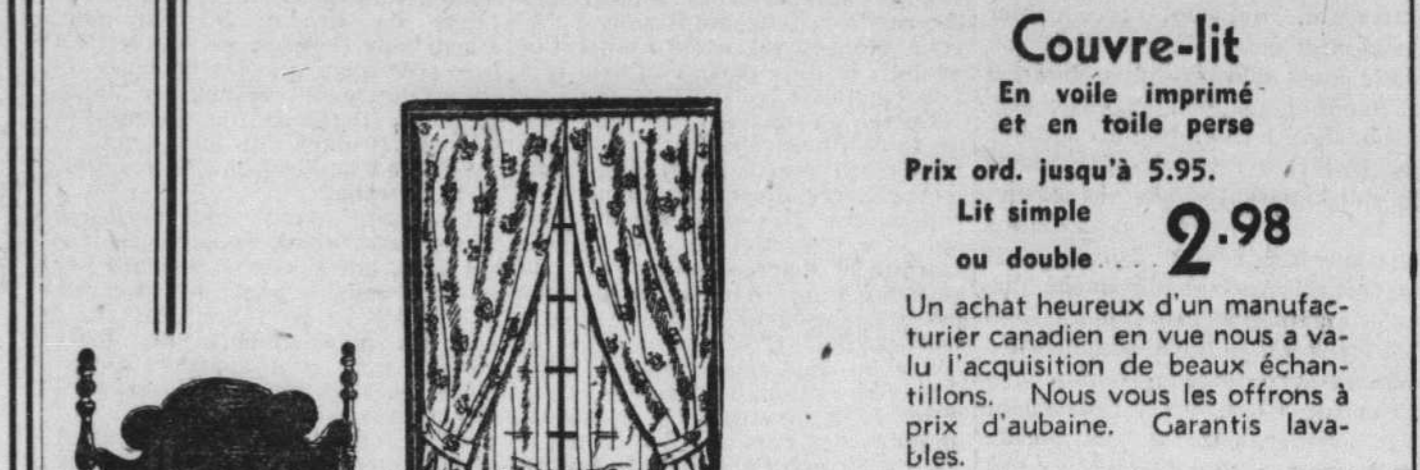 Couvre-lit
En voile imprimé
et en toile perse
Prix ord. jusqu'à 5.95.
Lit simple
ou double... 2.98
Un achat heureux d'un manufac-
turier canadien en vue nous a va-
lu l'acquisition de beaux échan-
tillons. Nous vous les offrons à
prix d'aubaine. Garantis lava-
bles.